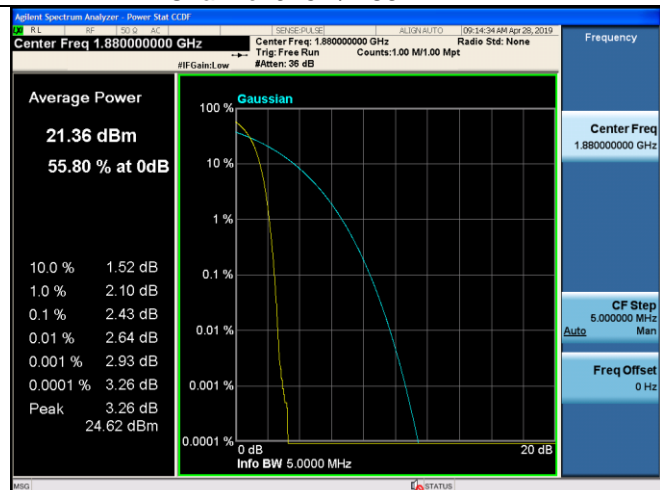 Agilent Spectrum Analyzer - Power Stat CCDF
RL RF 50 Ω AC SENSE:PULSE ALIGN AUTO 09:14:34 AM Apr 28, 2019
Center Freq 1.880000000 GHz
Center Freq: 1.880000000 GHz Radio Std: None
Trig: Free Run Counts:1.00 M/1.00 Mpt
#IFGain:Low #Atten: 36 dB
Frequency
Average Power
21.36 dBm
55.80 % at 0dB
10.0 % 1.52 dB
1.0 % 2.10 dB
0.1 % 2.43 dB
0.01 % 2.64 dB
0.001 % 2.93 dB
0.0001 % 3.26 dB
Peak 3.26 dB
24.62 dBm
Gaussian
100 %
10 %
1 %
0.1 %
0.01 %
0.001 %
0.0001 %
0 dB 20 dB
Info BW 5.0000 MHz
Center Freq
1.880000000 GHz
CF Step
5.000000 MHz
Auto Man
Freq Offset
0 Hz
MSG STATUS